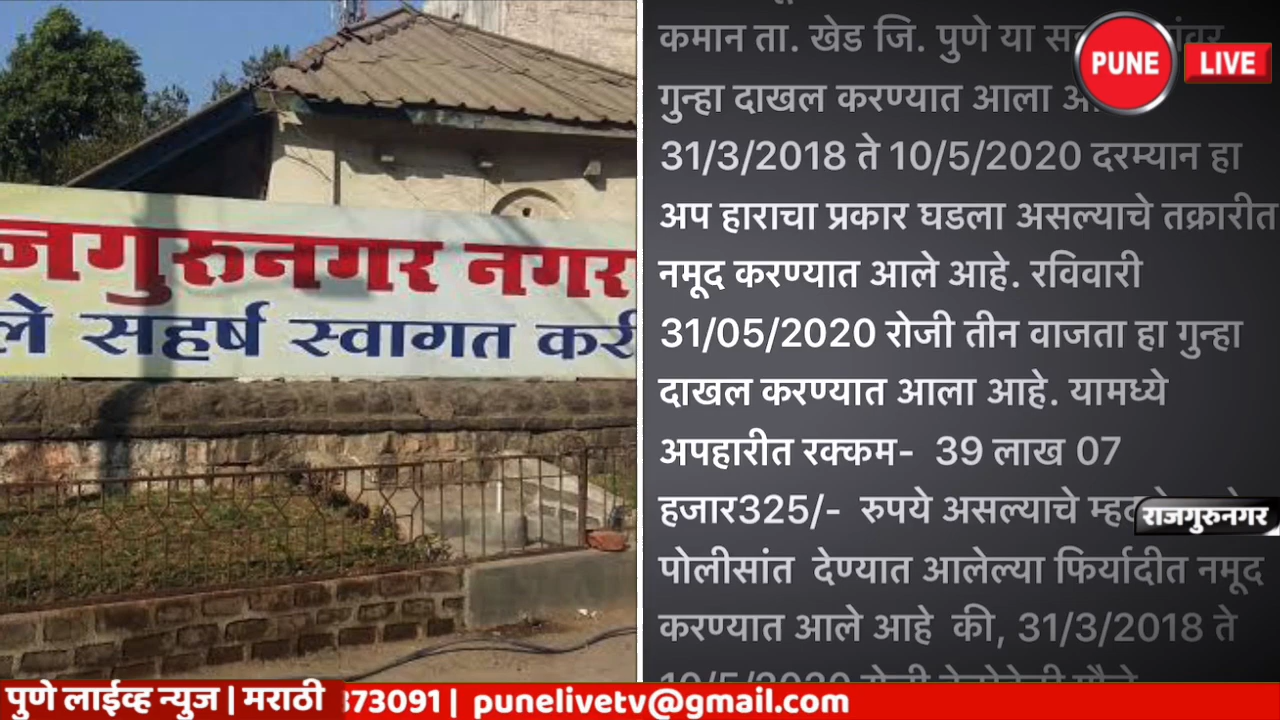 जगुरुनगर नगर
ले सहर्ष स्वागत करी
कमान ता. खेड जि. पुणे या
गुन्हा दाखल करण्यात आला
31/3/2018 ते 10/5/2020 दरम्यान हा
अप हाराचा प्रकार घडला असल्याचे तक्रारीत
नमूद करण्यात आले आहे. रविवारी
31/05/2020 रोजी तीन वाजता हा गुन्हा
दाखल करण्यात आला आहे. यामध्ये
अपहारीत रक्कम- 39 लाख 07
हजार325/- रुपये असल्याचे
पोलीसांत देण्यात आलेल्या फिर्यादीत नमूद
करण्यात आले आहे की, 31/3/2018 ते
PUNE LIVE
राजगुरुनगर
पुणे लाईव्ह न्युज | मराठी 373091 | punelivetv@gmail.com